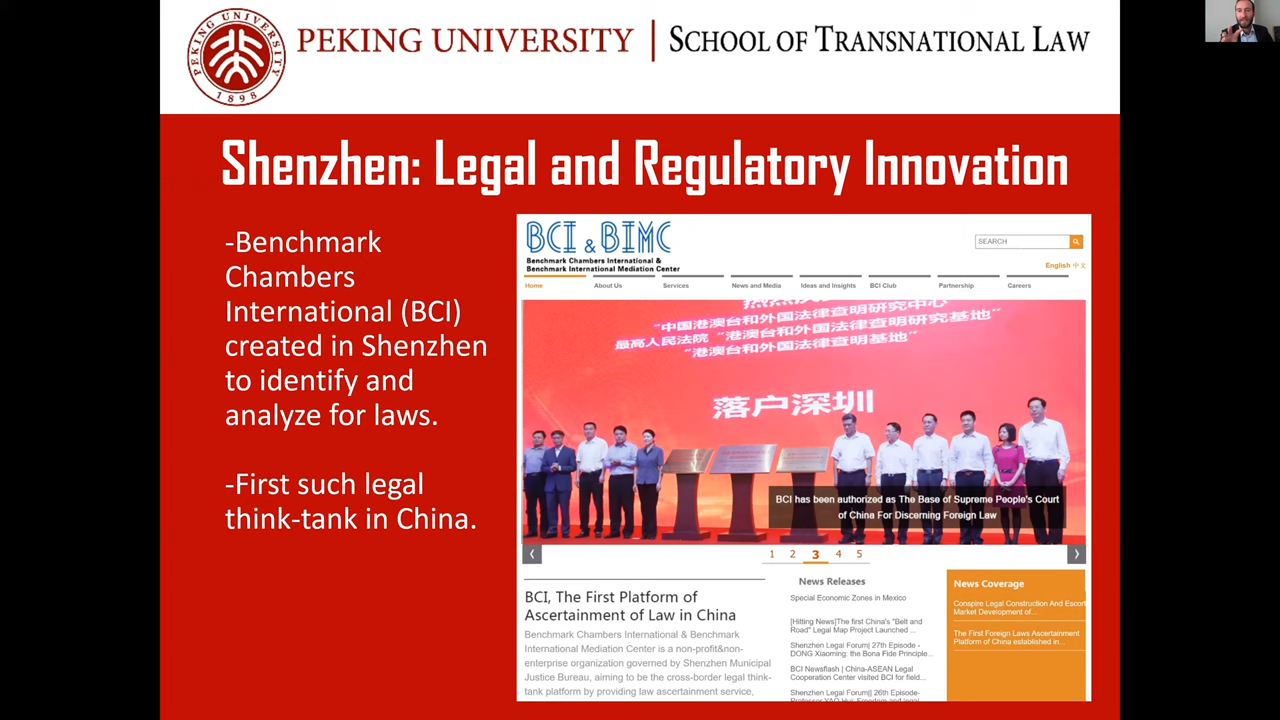 PEKING UNIVERSITY
1898
PEKING UNIVERSITY | SCHOOL OF TRANSNATIONAL LAW
Shenzhen: Legal and Regulatory Innovation
-Benchmark
Chambers
International (BCI)
created in Shenzhen
to identify and
analyze for laws.
-First such legal
think-tank in China.
BCI & BIMC
Benchmark Chambers International &
Benchmark International Mediation Center
SEARCH
English 中文
Home About Us Services News and Media Ideas and Insights BCI Club Partnership Careers
"中国港澳台和外国法律查明研究中心"
最高人民法院 "港澳台和外国法律查明研究基地"
"港澳台和外国法律查明基地"
落户深圳
BCI has been authorized as The Base of Supreme People's Court
of China For Discerning Foreign Law
1 2 3 4 5
BCI, The First Platform of
Ascertainment of Law in China
Benchmark Chambers International & Benchmark
International Mediation Center is a non-profit&non-
enterprise organization governed by Shenzhen Municipal
Justice Bureau, aiming to be the cross-border legal think-
tank platform by providing law ascertainment service,
News Releases
Special Economic Zones in Mexico
[Hitting News]The first China's "Belt and
Road" Legal Map Project Launched ...
Shenzhen Legal Forum| 27th Episode -
DONG Xiaoming: the Bona Fide Principle...
BCI Newsflash | China-ASEAN Legal
Cooperation Center visited BCI for field...
Shenzhen Legal Forum|| 26th Episode-
News Coverage
Conspire Legal Construction And Escort
Market Development of...
The First Foreign Laws Ascertainment
Platform of China established in...